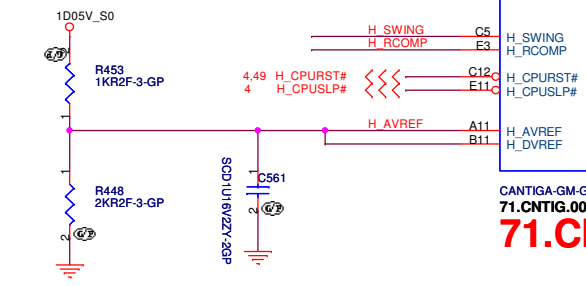 1D05V_S0
G/P
R453
1KR2F-3-GP
1
1
R448
2KR2F-3-GP
2
G/P
SCD1U16V2ZY-2GP
1
C561
2
G/P
H_SWING
C5
H_SWING
H_RCOMP
E3
H_RCOMP
4,49 H_CPURST#
C12
H_CPURST#
4 H_CPUSLP#
E11
H_CPUSLP#
H_AVREF
A11
H_AVREF
B11
H_DVREF
CANTIGA-GM-G
71.CNTIG.00